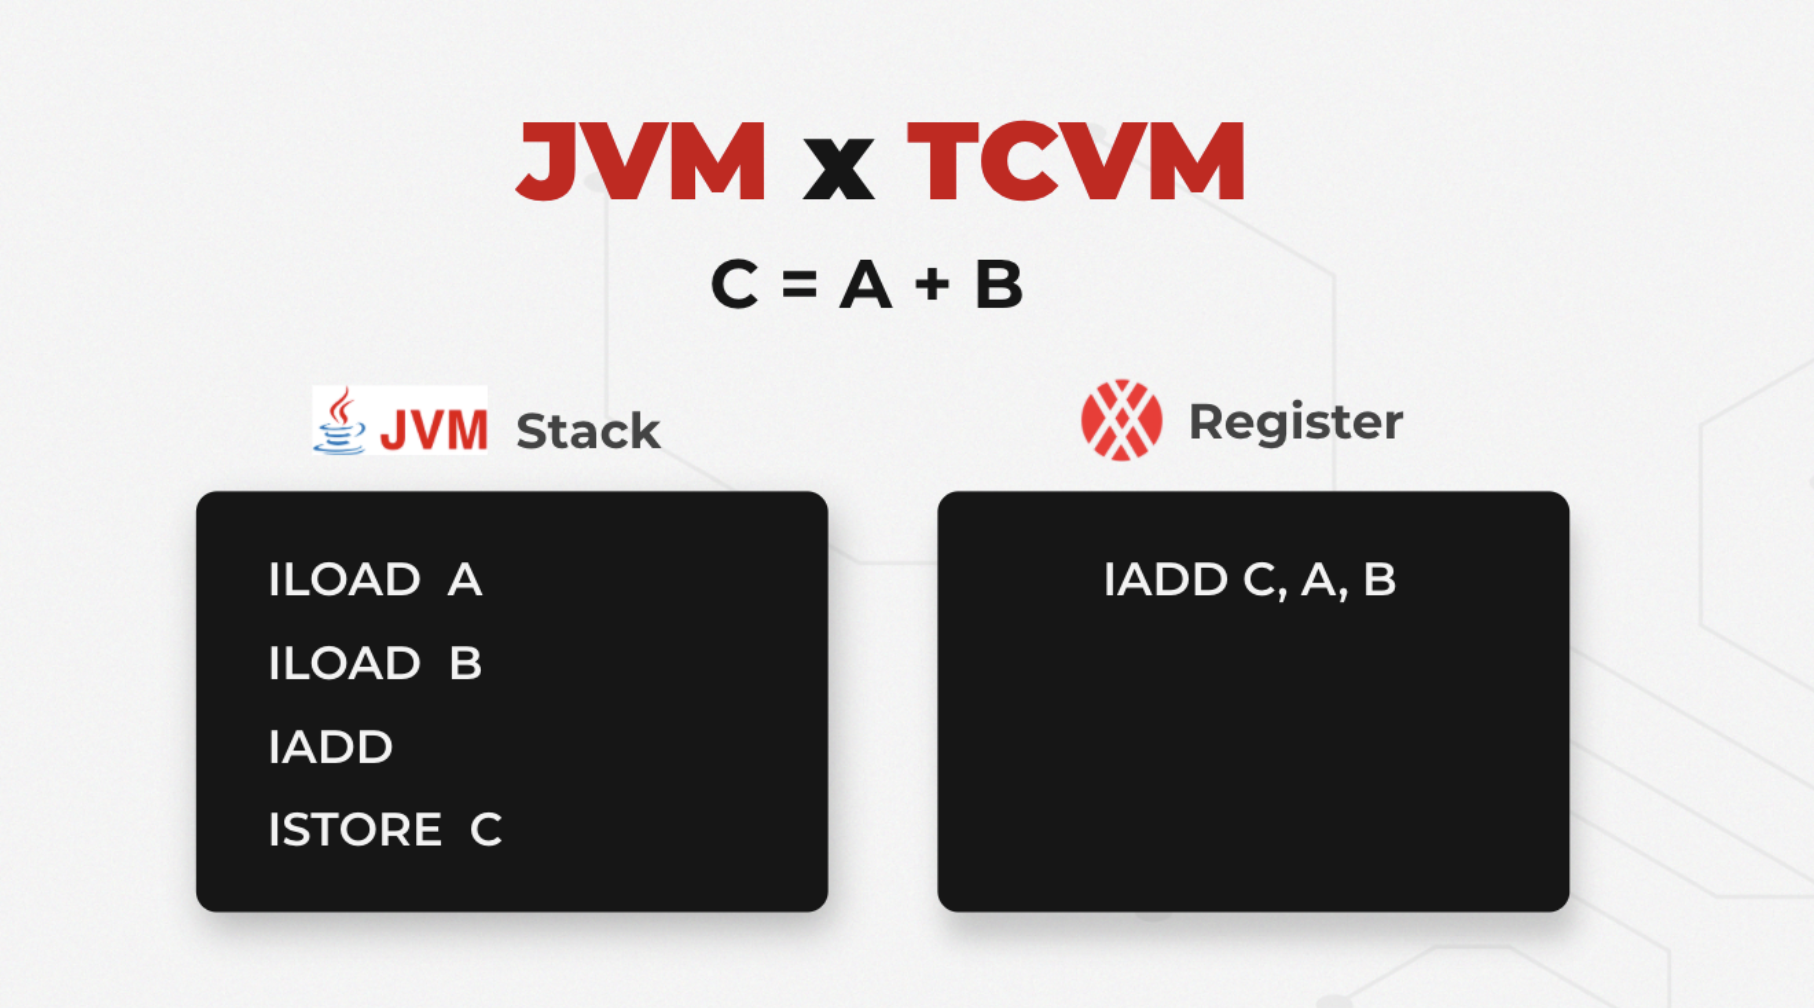 JVM x TCVM
C = A + B
JVM Stack
ILOAD A
ILOAD B
IADD
ISTORE C
Register
IADD C, A, B